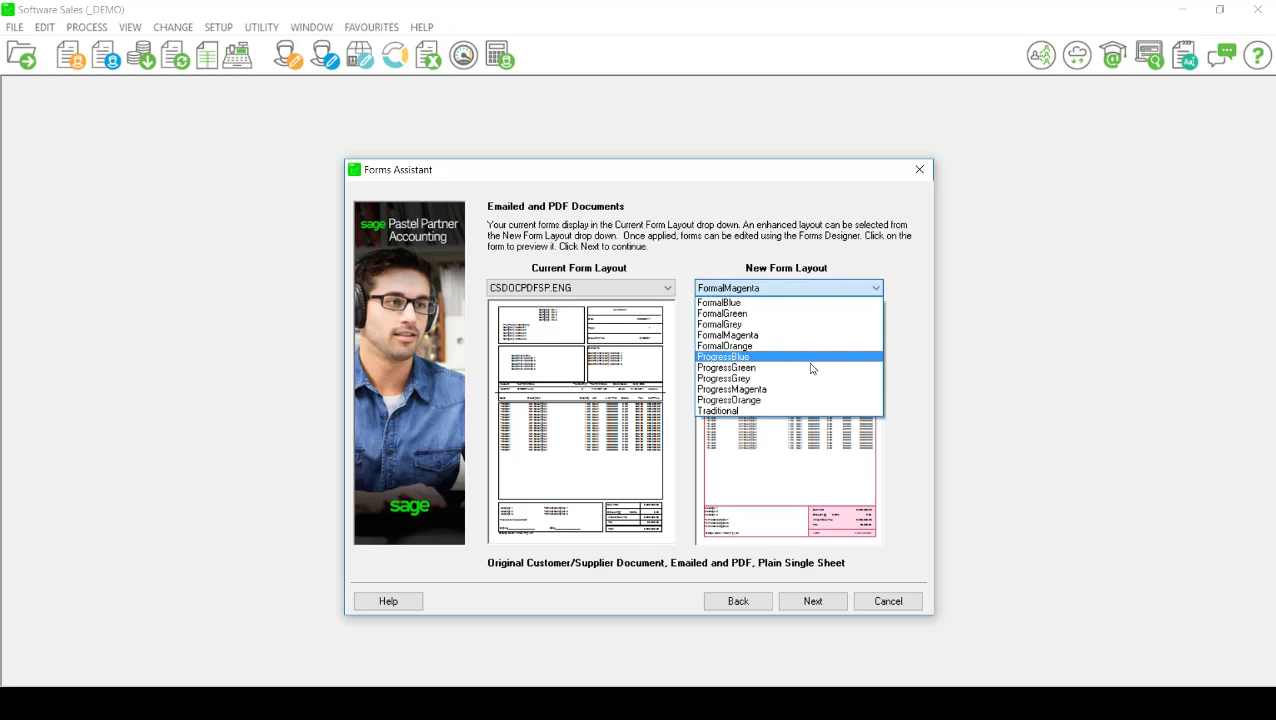 Software Sales (_DEMO)
FILE EDIT PROCESS VIEW CHANGE SETUP UTILITY WINDOW FAVOURITES HELP
Forms Assistant
sage Pastel Partner
Accounting
sage
Emailed and PDF Documents
Your current forms display in the Current Form Layout drop down. An enhanced layout can be selected from
the New Form Layout drop down. Once applied, forms can be edited using the Forms Designer. Click on the
form to preview it. Click Next to continue.
Current Form Layout
New Form Layout
CSDOCPDFSP.ENG
FormalMagenta
FormalBlue
FormalGreen
FormalGrey
FormalMagenta
FormalOrange
ProgressBlue
ProgressGreen
ProgressGrey
ProgressMagenta
ProgressOrange
Traditional
Original Customer/Supplier Document, Emailed and PDF, Plain Single Sheet
Help
Back
Next
Cancel